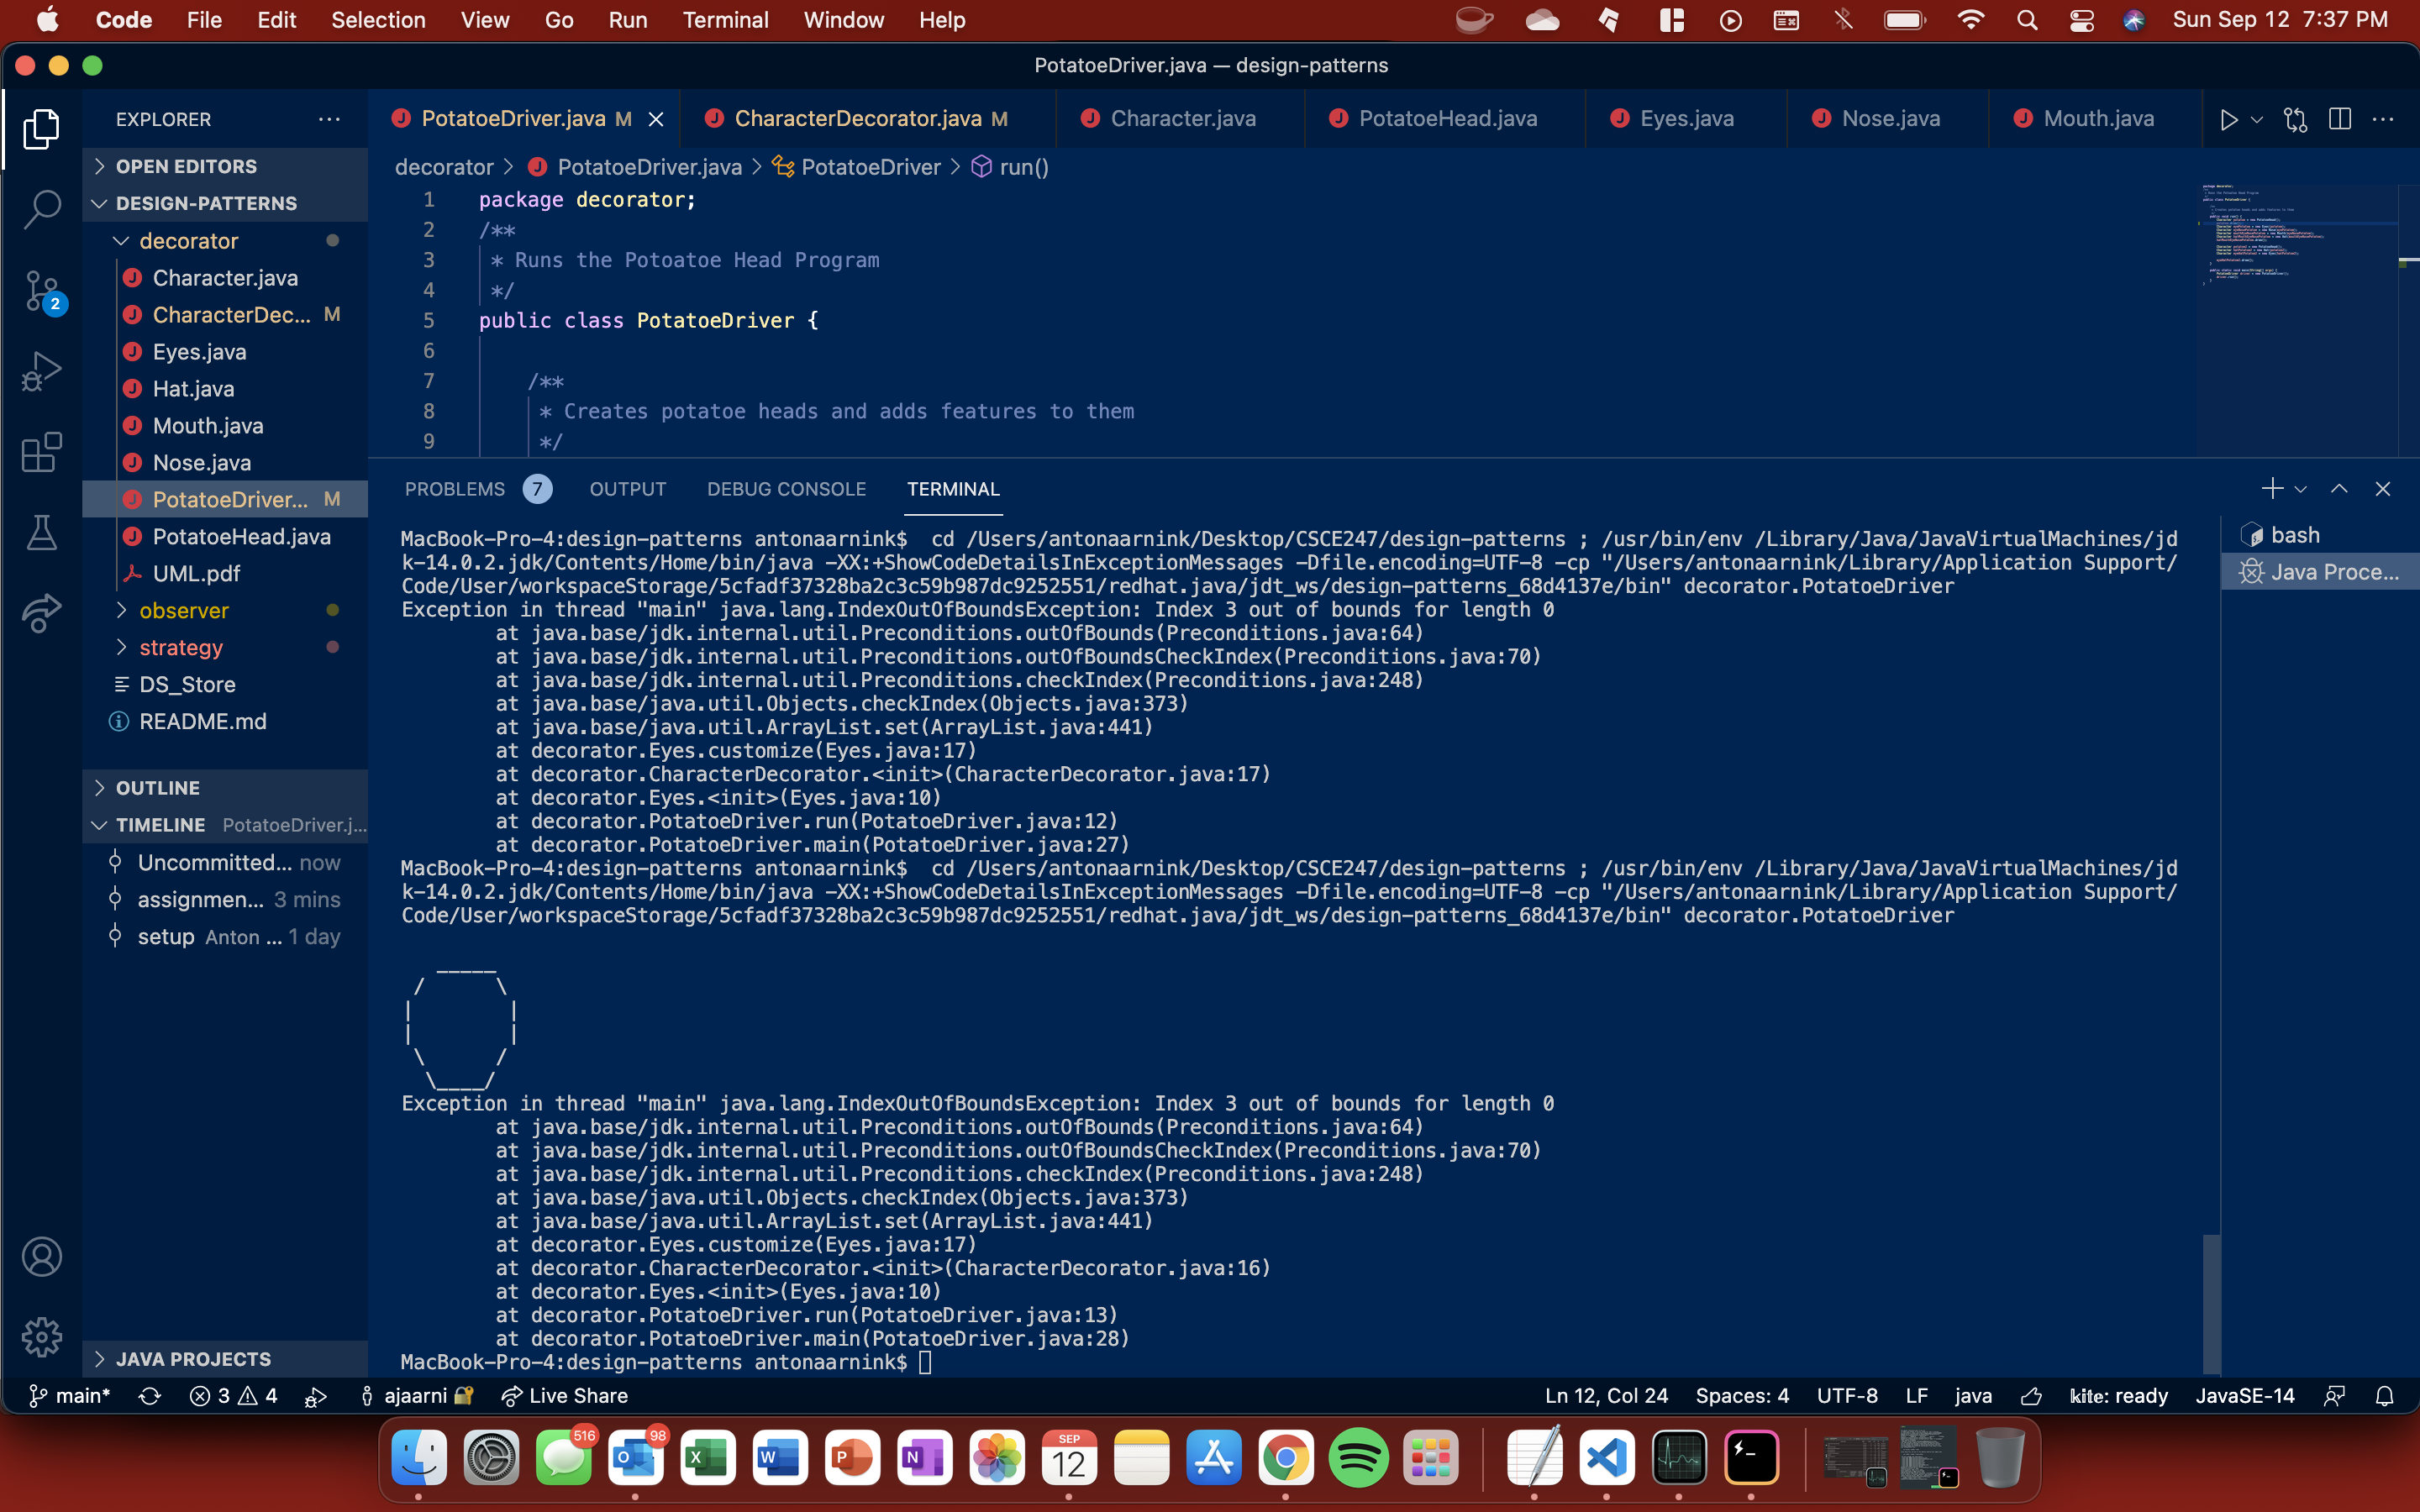 Code File Edit Selection View Go Run Terminal Window Help Sun Sep 12 7:37 PM
PotatoeDriver.java — design-patterns
EXPLORER
PotatoeDriver.java M CharacterDecorator.java M Character.java PotatoeHead.java Eyes.java Nose.java Mouth.java
OPEN EDITORS
DESIGN-PATTERNS
decorator
Character.java
CharacterDec... M
Eyes.java
Hat.java
Mouth.java
Nose.java
PotatoeDriver... M
PotatoeHead.java
UML.pdf
observer
strategy
DS_Store
README.md
OUTLINE
TIMELINE PotatoeDriver.j...
Uncommitted... now
assignmen... 3 mins
setup Anton ... 1 day
JAVA PROJECTS
2
decorator > PotatoeDriver.java > PotatoeDriver > run()
1 package decorator;
2 /**
3 * Runs the Potoatoe Head Program
4 */
5 public class PotatoeDriver {
6
7 /**
8 * Creates potatoe heads and adds features to them
9 */
PROBLEMS 7 OUTPUT DEBUG CONSOLE TERMINAL
bash
Java Proce...
MacBook-Pro-4:design-patterns antonaarnink$  cd /Users/antonaarnink/Desktop/CSCE247/design-patterns ; /usr/bin/env /Library/Java/JavaVirtualMachines/jd
k-14.0.2.jdk/Contents/Home/bin/java -XX:+ShowCodeDetailsInExceptionMessages -Dfile.encoding=UTF-8 -cp "/Users/antonaarnink/Library/Application Support/
Code/User/workspaceStorage/5cfadf37328ba2c3c59b987dc9252551/redhat.java/jdt_ws/design-patterns_68d4137e/bin" decorator.PotatoeDriver
Exception in thread "main" java.lang.IndexOutOfBoundsException: Index 3 out of bounds for length 0
at java.base/jdk.internal.util.Preconditions.outOfBounds(Preconditions.java:64)
at java.base/jdk.internal.util.Preconditions.outOfBoundsCheckIndex(Preconditions.java:70)
at java.base/jdk.internal.util.Preconditions.checkIndex(Preconditions.java:248)
at java.base/java.util.Objects.checkIndex(Objects.java:373)
at java.base/java.util.ArrayList.set(ArrayList.java:441)
at decorator.Eyes.customize(Eyes.java:17)
at decorator.CharacterDecorator.<init>(CharacterDecorator.java:17)
at decorator.Eyes.<init>(Eyes.java:10)
at decorator.PotatoeDriver.run(PotatoeDriver.java:12)
at decorator.PotatoeDriver.main(PotatoeDriver.java:27)
MacBook-Pro-4:design-patterns antonaarnink$  cd /Users/antonaarnink/Desktop/CSCE247/design-patterns ; /usr/bin/env /Library/Java/JavaVirtualMachines/jd
k-14.0.2.jdk/Contents/Home/bin/java -XX:+ShowCodeDetailsInExceptionMessages -Dfile.encoding=UTF-8 -cp "/Users/antonaarnink/Library/Application Support/
Code/User/workspaceStorage/5cfadf37328ba2c3c59b987dc9252551/redhat.java/jdt_ws/design-patterns_68d4137e/bin" decorator.PotatoeDriver
   _____
 /      \
|        |
|        |
 \      /
  \____/
Exception in thread "main" java.lang.IndexOutOfBoundsException: Index 3 out of bounds for length 0
at java.base/jdk.internal.util.Preconditions.outOfBounds(Preconditions.java:64)
at java.base/jdk.internal.util.Preconditions.outOfBoundsCheckIndex(Preconditions.java:70)
at java.base/jdk.internal.util.Preconditions.checkIndex(Preconditions.java:248)
at java.base/java.util.Objects.checkIndex(Objects.java:373)
at java.base/java.util.ArrayList.set(ArrayList.java:441)
at decorator.Eyes.customize(Eyes.java:17)
at decorator.CharacterDecorator.<init>(CharacterDecorator.java:16)
at decorator.Eyes.<init>(Eyes.java:10)
at decorator.PotatoeDriver.run(PotatoeDriver.java:13)
at decorator.PotatoeDriver.main(PotatoeDriver.java:28)
MacBook-Pro-4:design-patterns antonaarnink$
main* 3 4 ajaarni Live Share Ln 12, Col 24 Spaces: 4 UTF-8 LF java kite: ready JavaSE-14
516 98 X W P N SEP 12